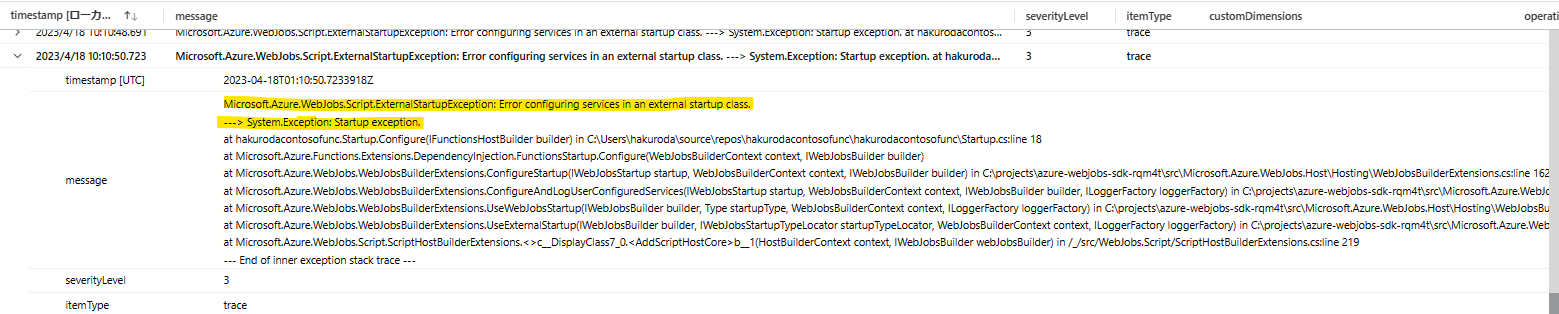 timestamp [ローカ... ↑↓ message severityLevel itemType customDimensions operati
2023/4/18 10:10:48.691 Microsoft.Azure.WebJobs.Script.ExternalStartupException: Error configuring services in an external startup class. ---> System.Exception: Startup exception. at hakurodacontos... 3 trace
2023/4/18 10:10:50.723 Microsoft.Azure.WebJobs.Script.ExternalStartupException: Error configuring services in an external startup class. ---> System.Exception: Startup exception. at hakuroda... 3 trace
timestamp [UTC] 2023-04-18T01:10:50.7233918Z
Microsoft.Azure.WebJobs.Script.ExternalStartupException: Error configuring services in an external startup class.
---> System.Exception: Startup exception.
at hakurodacontosofunc.Startup.Configure(IFunctionsHostBuilder builder) in C:\Users\hakuroda\source\repos\hakurodacontosofunc\hakurodacontosofunc\Startup.cs:line 18
at Microsoft.Azure.Functions.Extensions.DependencyInjection.FunctionsStartup.Configure(WebJobsBuilderContext context, IWebJobsBuilder builder)
at Microsoft.Azure.WebJobs.WebJobsBuilderExtensions.ConfigureStartup(IWebJobsStartup startup, WebJobsBuilderContext context, IWebJobsBuilder builder) in C:\projects\azure-webjobs-sdk-rqm4t\src\Microsoft.Azure.WebJobs.Host\Hosting\WebJobsBuilderExtensions.cs:line 162
message
at Microsoft.Azure.WebJobs.WebJobsBuilderExtensions.ConfigureAndLogUserConfiguredServices(IWebJobsStartup startup, WebJobsBuilderContext context, IWebJobsBuilder builder, ILoggerFactory loggerFactory) in C:\projects\azure-webjobs-sdk-rqm4t\src\Microsoft.Azure.WebJ
at Microsoft.Azure.WebJobs.WebJobsBuilderExtensions.UseWebJobsStartup(IWebJobsBuilder builder, Type startupType, WebJobsBuilderContext context, ILoggerFactory loggerFactory) in C:\projects\azure-webjobs-sdk-rqm4t\src\Microsoft.Azure.WebJobs.Host\Hosting\WebJobsBu
at Microsoft.Azure.WebJobs.WebJobsBuilderExtensions.UseExternalStartup(IWebJobsBuilder builder, IWebJobsStartupTypeLocator startupTypeLocator, WebJobsBuilderContext context, ILoggerFactory loggerFactory) in C:\projects\azure-webjobs-sdk-rqm4t\src\Microsoft.Azure.Web
at Microsoft.Azure.WebJobs.Script.ScriptHostBuilderExtensions.<>c__DisplayClass7_0.<AddScriptHostCore>b__1(HostBuilderContext context, IWebJobsBuilder webJobsBuilder) in /_/src/WebJobs.Script/ScriptHostBuilderExtensions.cs:line 219
--- End of inner exception stack trace ---
severityLevel 3
itemType trace